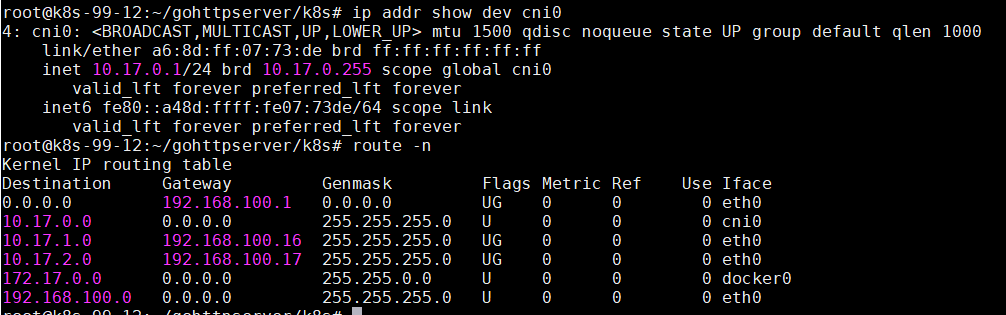 root@k8s-99-12:~/gohttpserver/k8s# ip addr show dev cni0
4: cni0: <BROADCAST,MULTICAST,UP,LOWER_UP> mtu 1500 qdisc noqueue state UP group default qlen 1000
    link/ether a6:8d:ff:07:73:de brd ff:ff:ff:ff:ff:ff
    inet 10.17.0.1/24 brd 10.17.0.255 scope global cni0
       valid_lft forever preferred_lft forever
    inet6 fe80::a48d:ffff:fe07:73de/64 scope link
       valid_lft forever preferred_lft forever
root@k8s-99-12:~/gohttpserver/k8s# route -n
Kernel IP routing table
Destination     Gateway         Genmask         Flags Metric Ref    Use Iface
0.0.0.0         192.168.100.1   0.0.0.0         UG    0      0        0 eth0
10.17.0.0       0.0.0.0         255.255.255.0   U     0      0        0 cni0
10.17.1.0       192.168.100.16  255.255.255.0   UG    0      0        0 eth0
10.17.2.0       192.168.100.17  255.255.255.0   UG    0      0        0 eth0
172.17.0.0      0.0.0.0         255.255.0.0     U     0      0        0 docker0
192.168.100.0   0.0.0.0         255.255.255.0   U     0      0        0 eth0
root@k8s-99-12:~/gohttpserver/k8s#